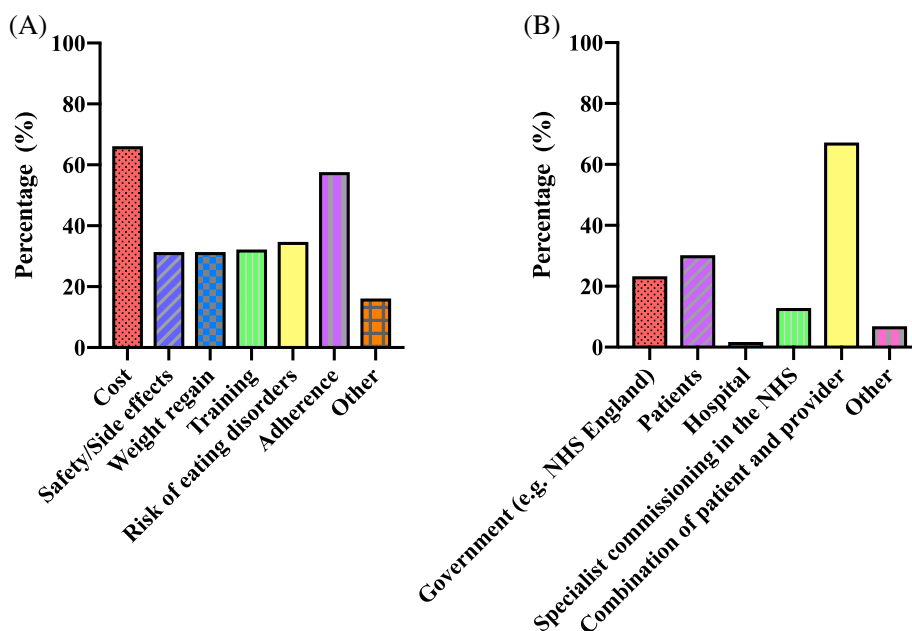 (A)
Percentage (%)
100
80
60
40
20
0
Cost
Safety/Side effects
Weight regain
Training
Risk of eating disorders
Adherence
Other
(B)
Percentage (%)
100
80
60
40
20
0
Government (e.g. NHS England)
Patients
Hospital
Specialist commissioning in the NHS
Combination of patient and provider
Other